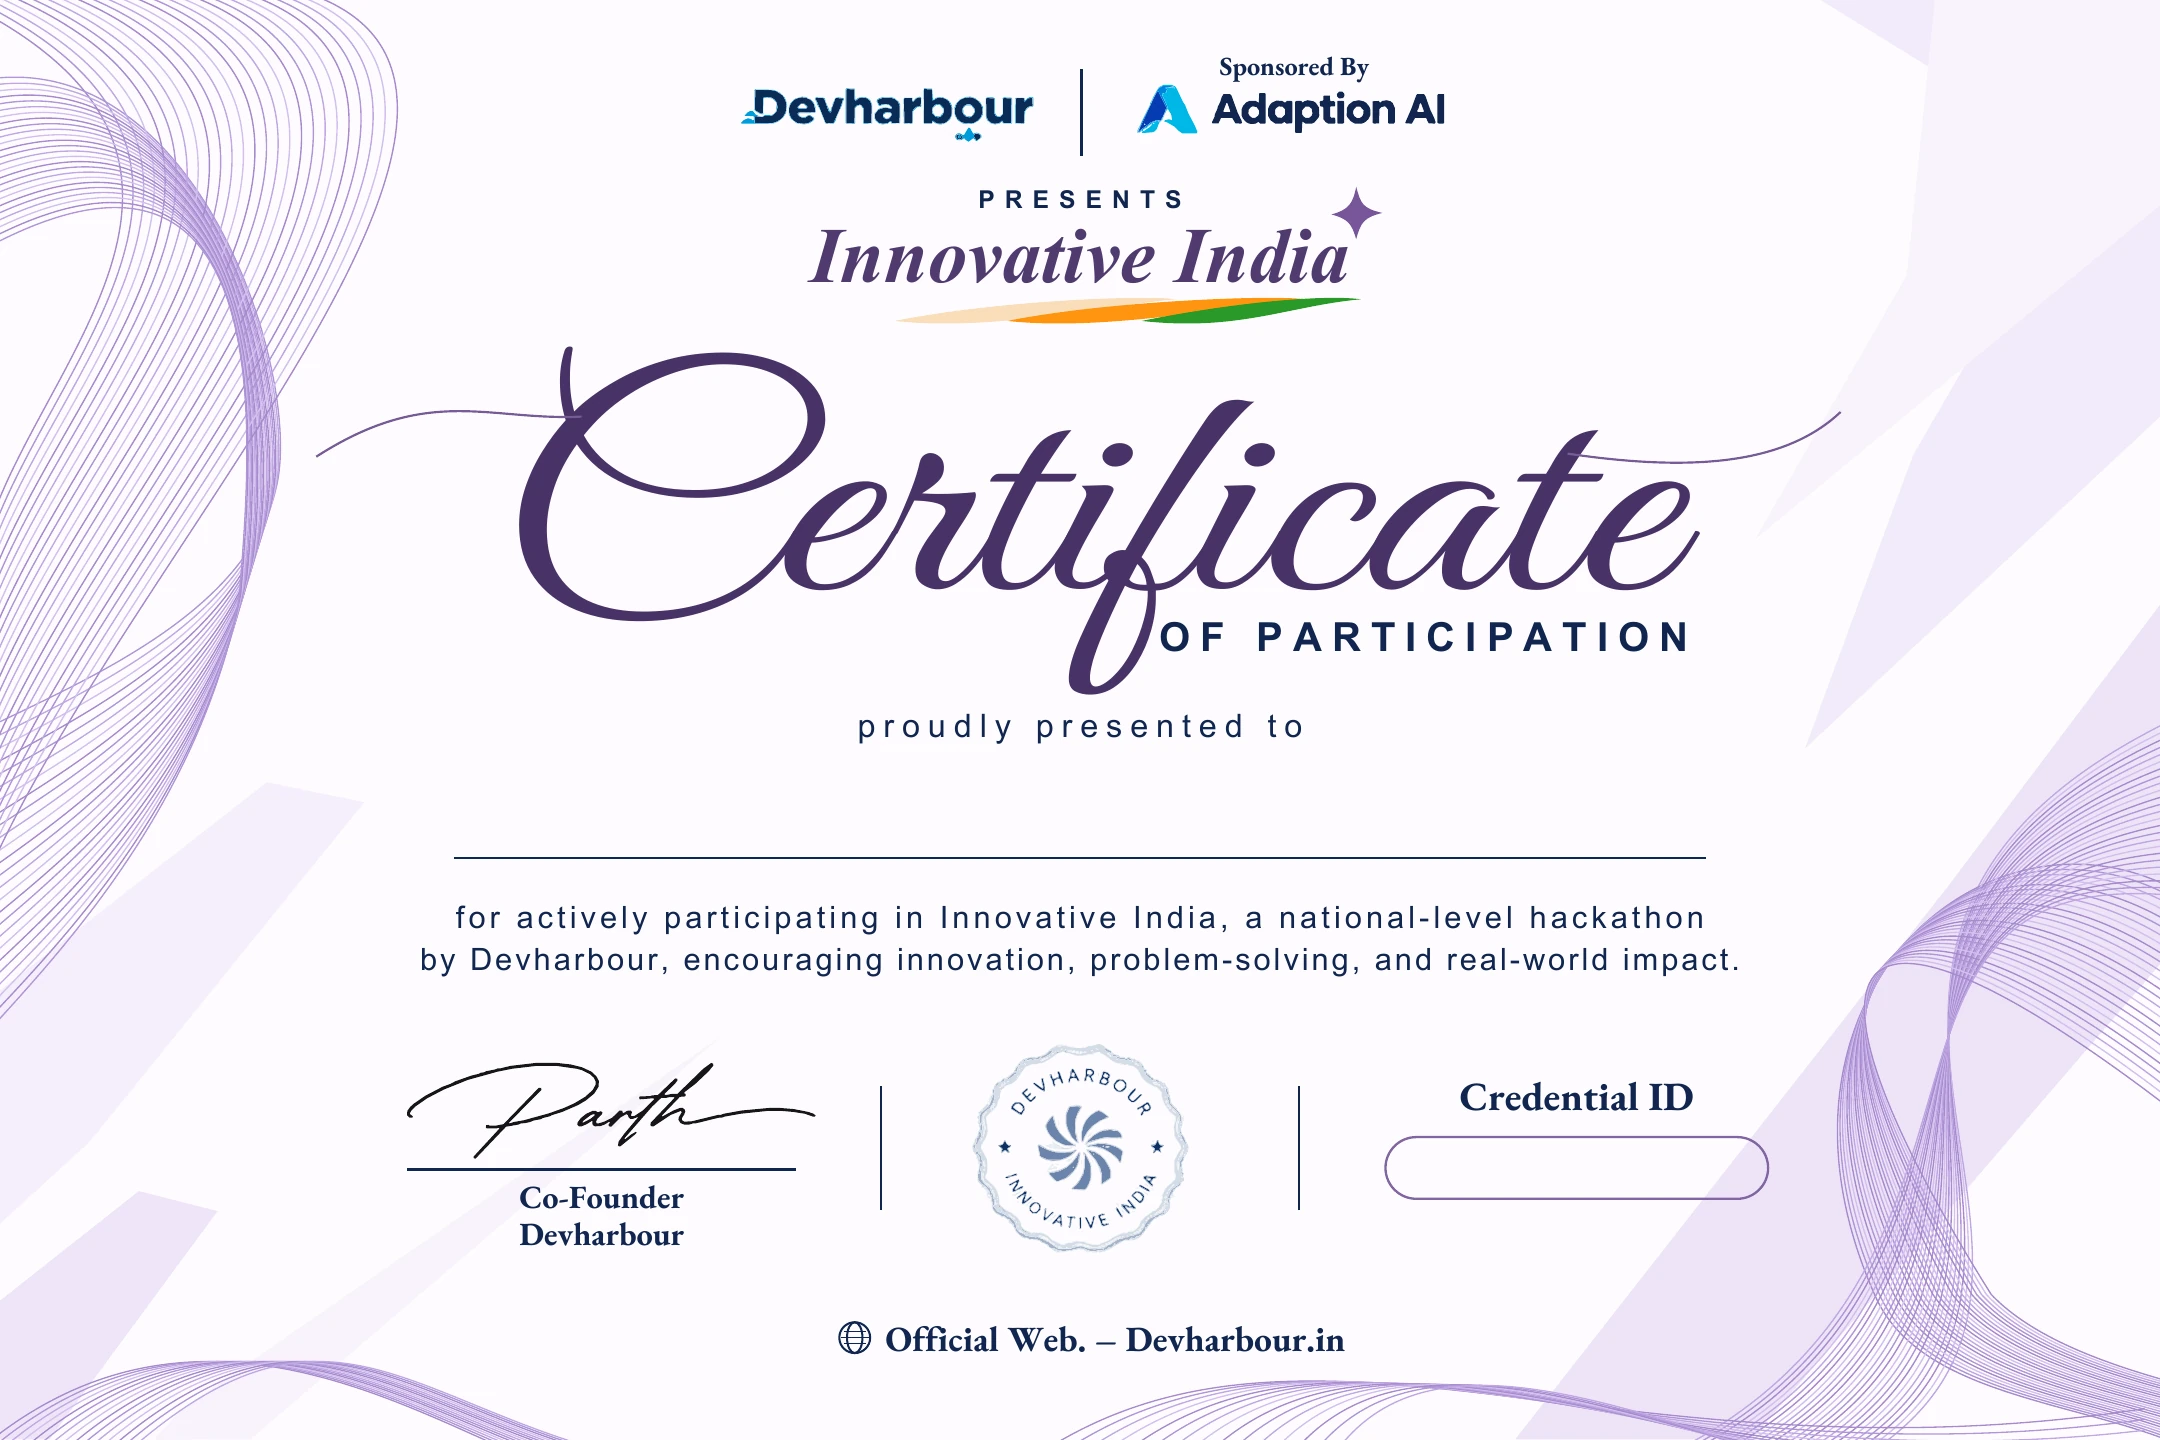 Devharbour
Sponsored By
Adaption AI
PRESENTS
Innovative India
Certificate
OF PARTICIPATION
proudly presented to
for actively participating in Innovative India, a national-level hackathon
by Devharbour, encouraging innovation, problem-solving, and real-world impact.
Parth
Co-Founder
Devharbour
DEVHARBOUR
INNOVATIVE INDIA
Credential ID
Official Web. – Devharbour.in